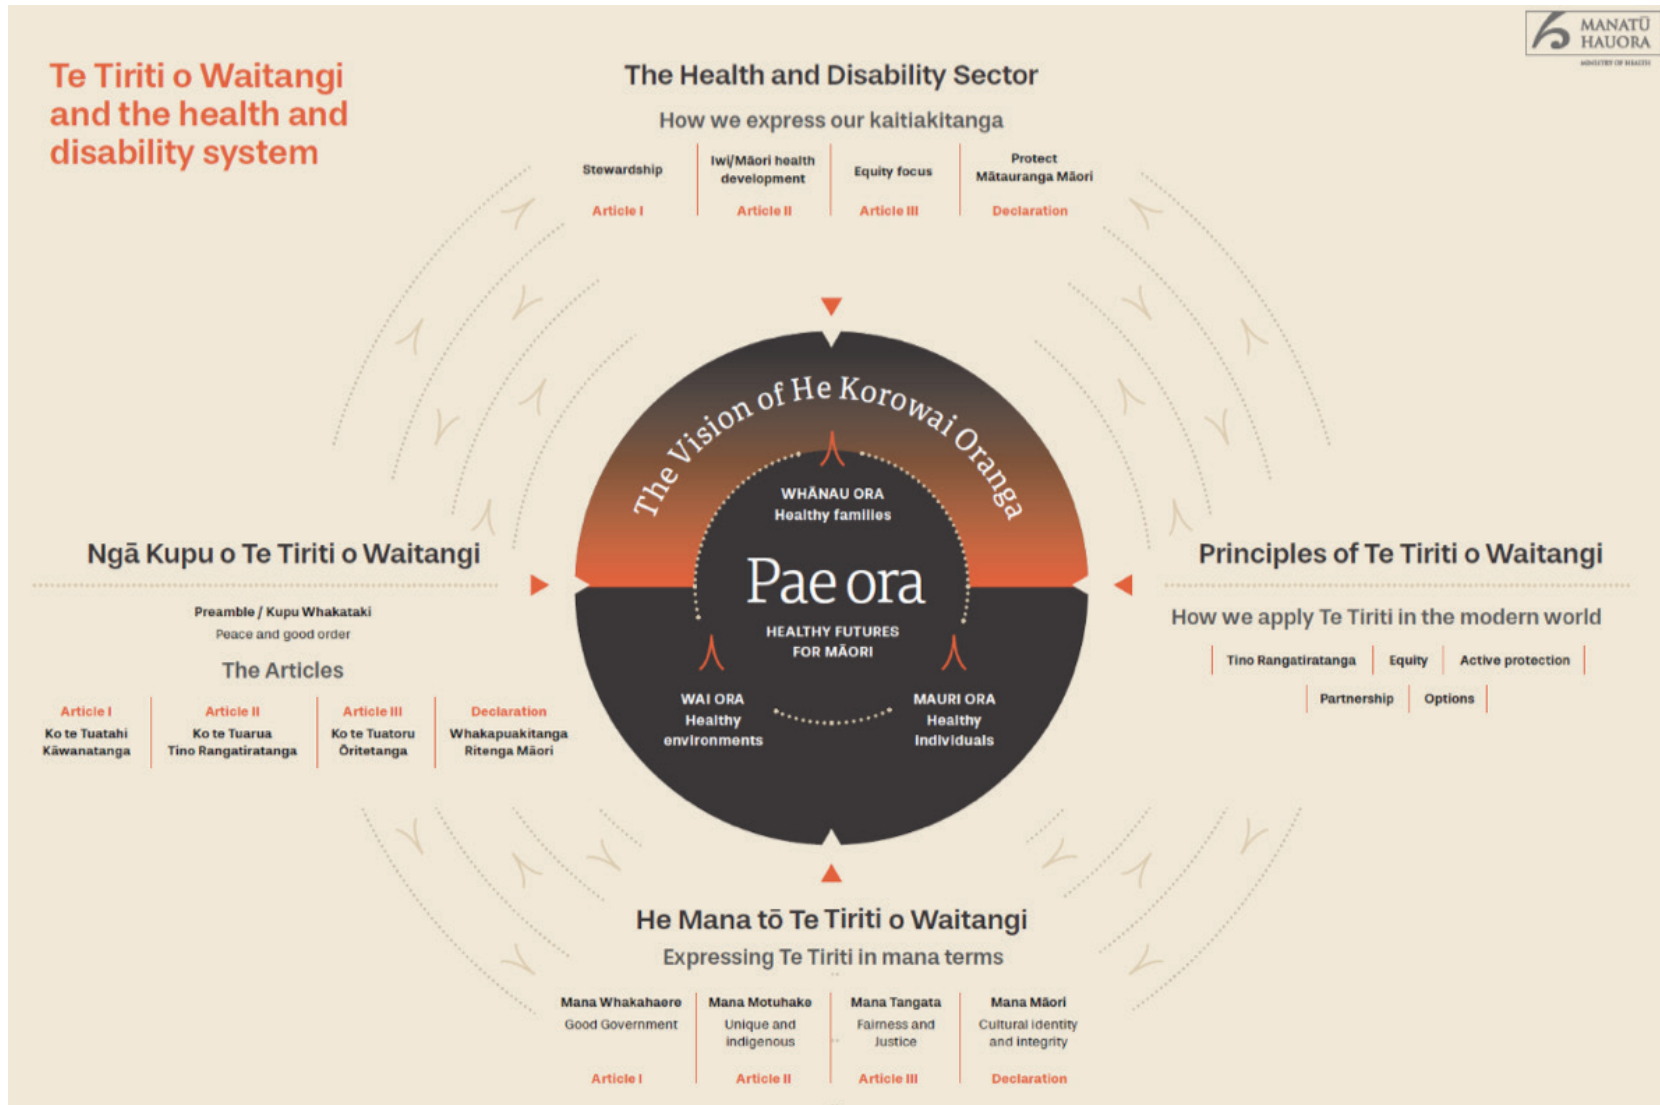 Te Tiriti o Waitangi
and the health and
disability system
MANATŪ
HAUORA
MINISTRY OF HEALTH
The Health and Disability Sector
How we express our kaitiakitanga
Stewardship
Article I
Iwi/Māori health
development
Article II
Equity focus
Article III
Protect
Mātauranga Māori
Declaration
The Vision of He Korowai Oranga
WHĀNAU ORA
Healthy families
Pae ora
HEALTHY FUTURES
FOR MĀORI
WAI ORA
Healthy
environments
MAURI ORA
Healthy
Individuals
Ngā Kupu o Te Tiriti o Waitangi
Preamble / Kupu Whakataki
Peace and good order
The Articles
Article I
Ko te Tuatahi
Kāwanatanga
Article II
Ko te Tuarua
Tino Rangatiratanga
Article III
Ko te Tuatoru
Ōritetanga
Declaration
Whakapuakitanga
Ritenga Māori
Principles of Te Tiriti o Waitangi
How we apply Te Tiriti in the modern world
Tino Rangatiratanga
Equity
Active protection
Partnership
Options
He Mana tō Te Tiriti o Waitangi
Expressing Te Tiriti in mana terms
Mana Whakahaere
Good Government
Article I
Mana Motuhake
Unique and
indigenous
Article II
Mana Tangata
Fairness and
Justice
Article III
Mana Māori
Cultural identity
and integrity
Declaration